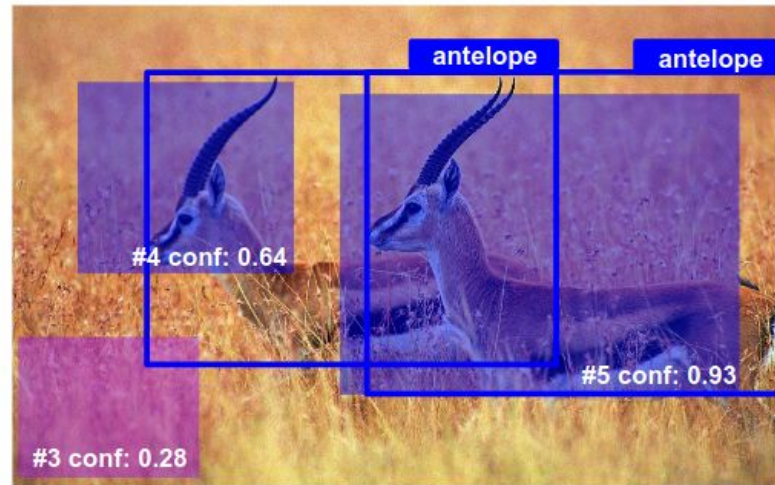 antelope
antelope
#4 conf: 0.64
#5 conf: 0.93
#3 conf: 0.28